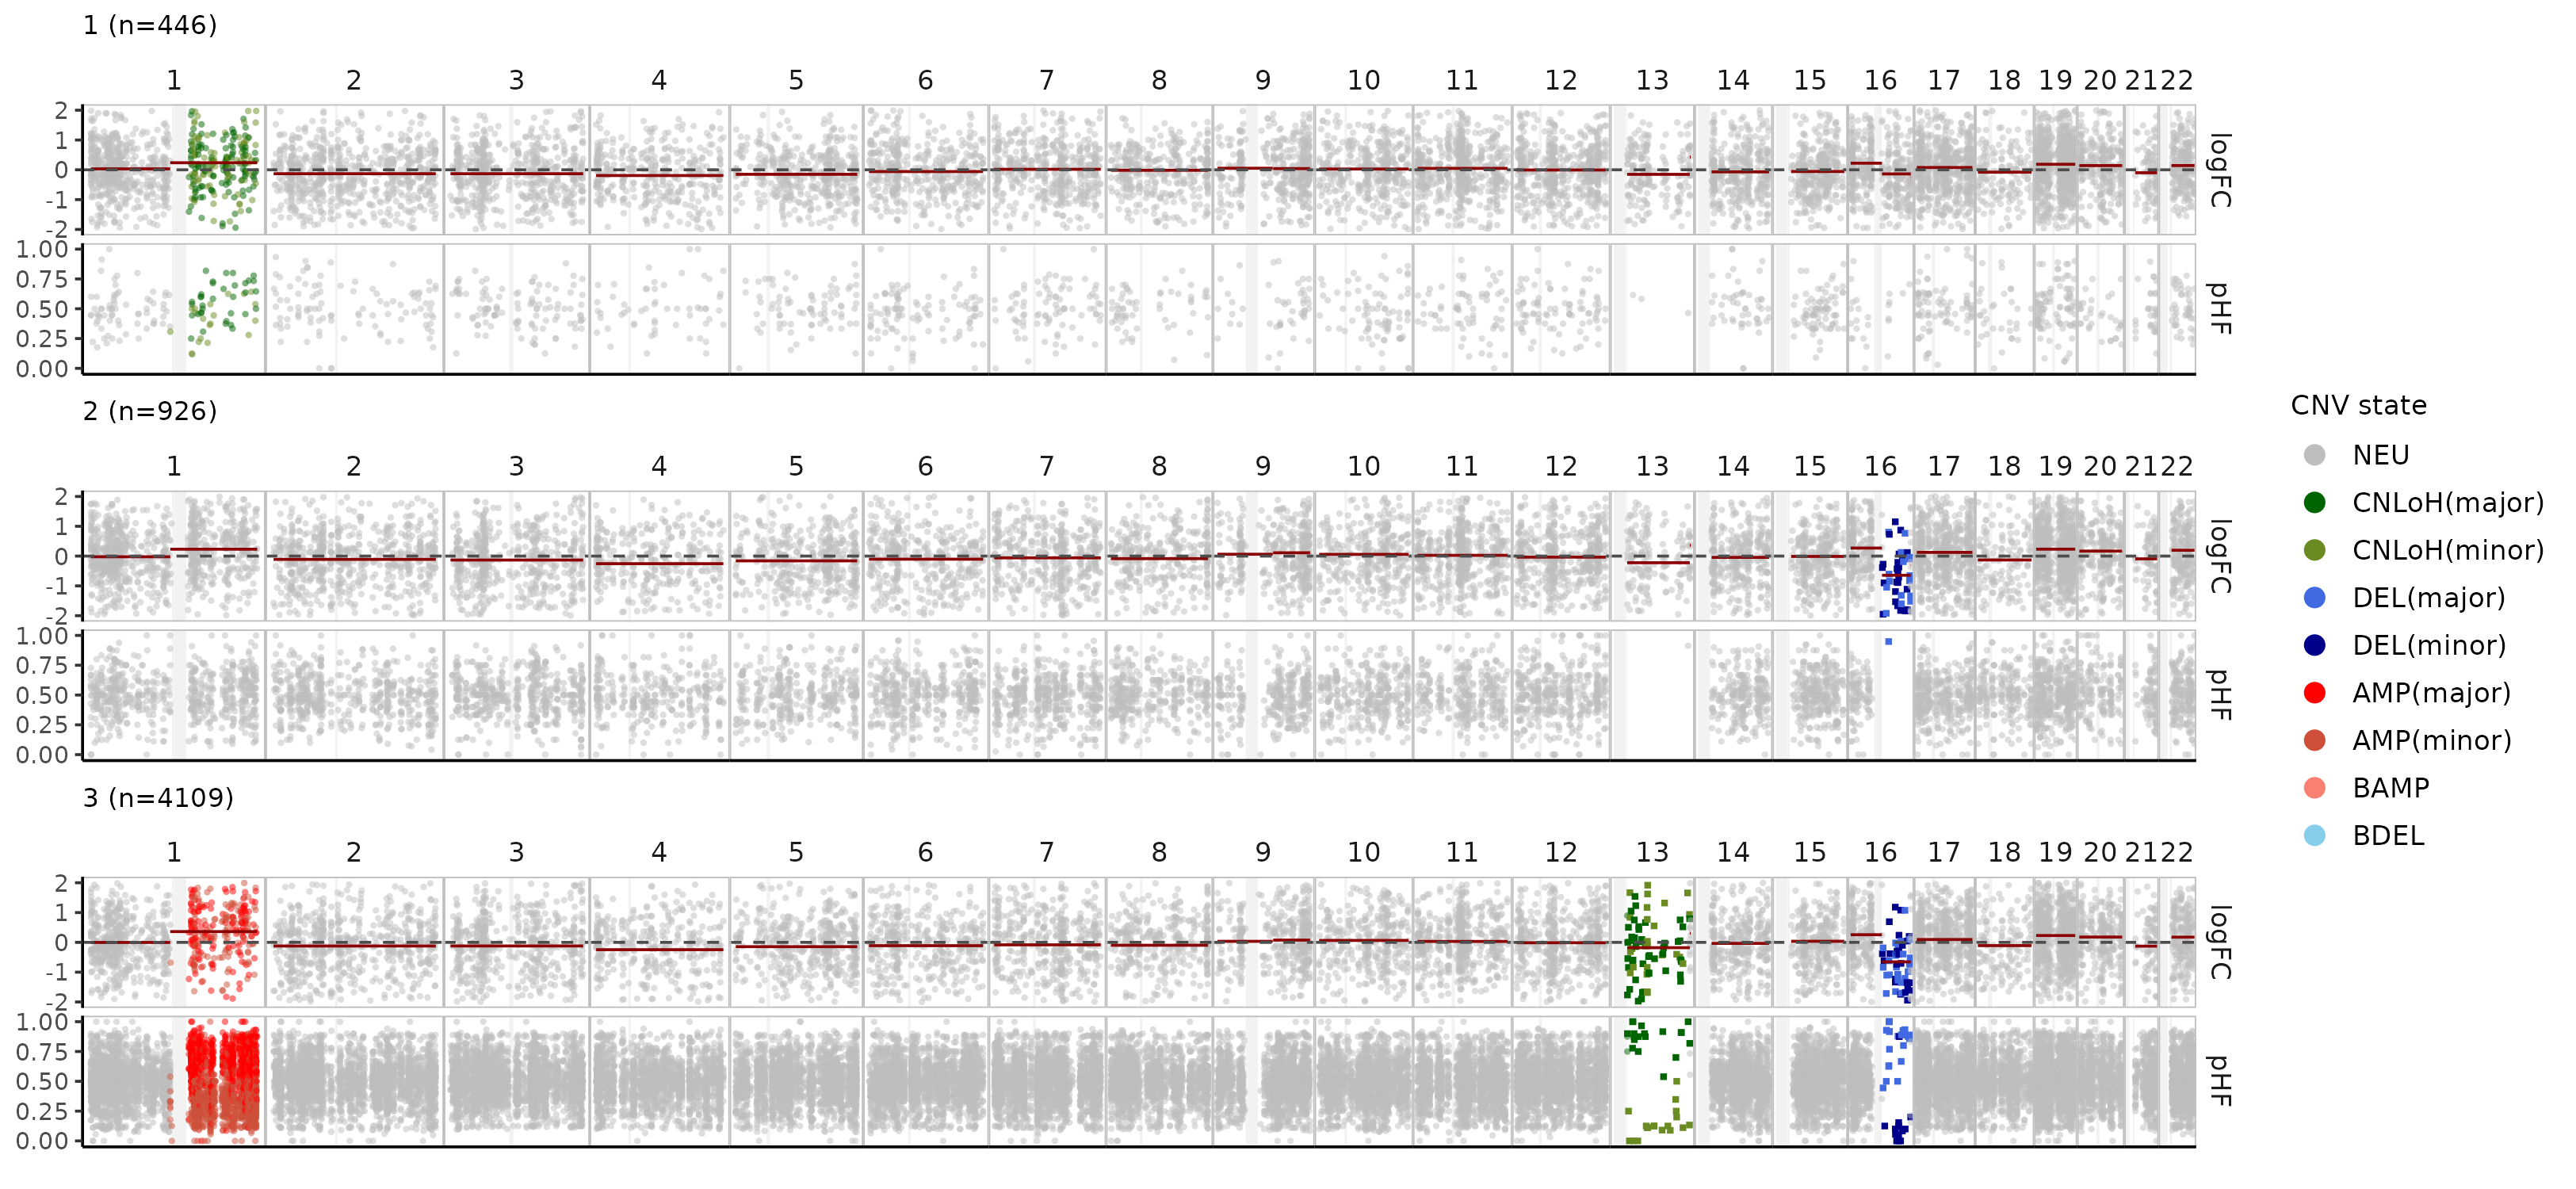 1 (n=446)
1 2 3 4 5 6 7 8 9 10 11 12 13 14 15 16 17 18 19 20 21 22
2
1
0
-1
-2
logFC
1.00
0.75
0.50
0.25
0.00
pHF
2 (n=926)
1 2 3 4 5 6 7 8 9 10 11 12 13 14 15 16 17 18 19 20 21 22
2
1
0
-1
-2
logFC
1.00
0.75
0.50
0.25
0.00
pHF
3 (n=4109)
1 2 3 4 5 6 7 8 9 10 11 12 13 14 15 16 17 18 19 20 21 22
2
1
0
-1
-2
logFC
1.00
0.75
0.50
0.25
0.00
pHF
CNV state
NEU
CNLoH(major)
CNLoH(minor)
DEL(major)
DEL(minor)
AMP(major)
AMP(minor)
BAMP
BDEL